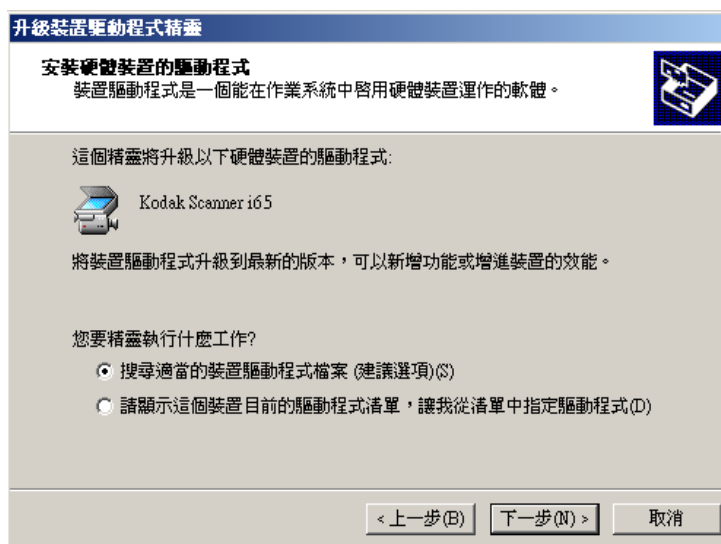 升級裝置驅動程式精靈
安裝硬體裝置的驅動程式
裝置驅動程式是一個能在作業系統中啓用硬體裝置運作的軟體。
這個精靈將升級以下硬體裝置的驅動程式:
Kodak Scanner i65
將裝置驅動程式升級到最新的版本，可以新增功能或增進裝置的效能。
您要精靈執行什麼工作?
搜尋適當的裝置驅動程式檔案 (建議選項)(S)
請顯示這個裝置目前的驅動程式清單，讓我從清單中指定驅動程式(D)
< 上一步(B) 下一步(N) > 取消